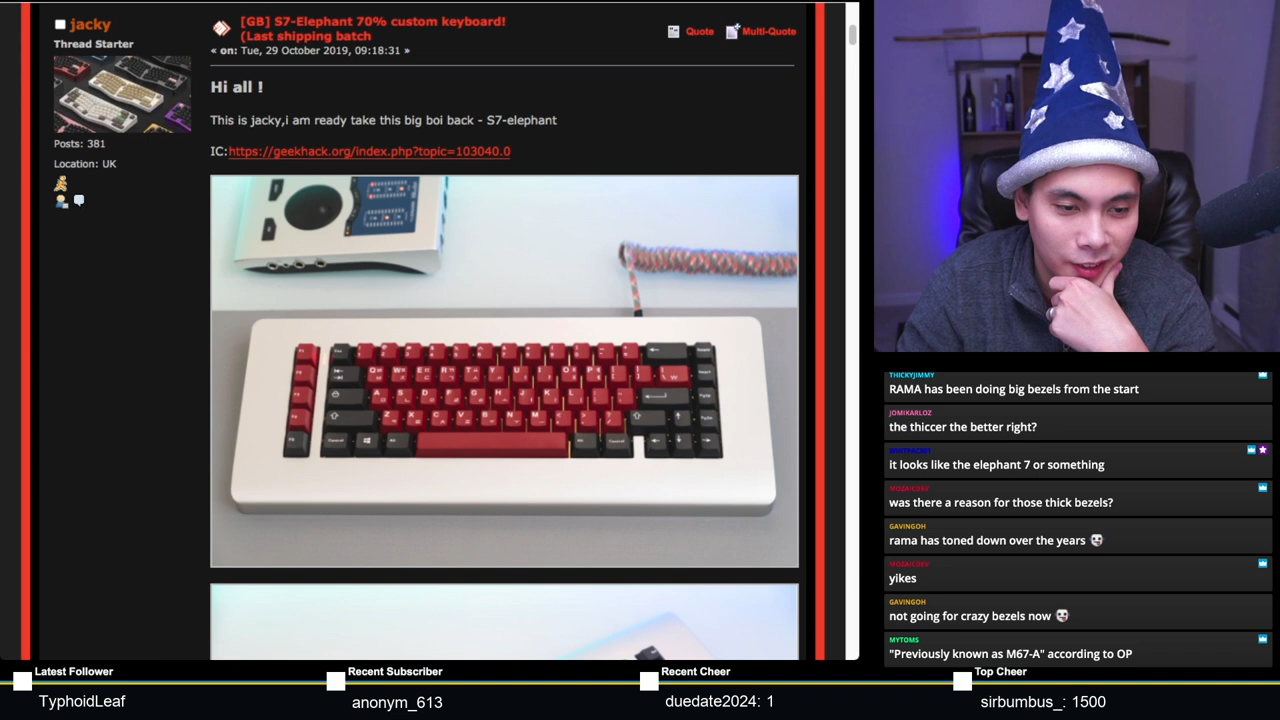 jacky
Thread Starter
Posts: 381
Location: UK
[GB] S7-Elephant 70% custom keyboard!
(Last shipping batch
« on: Tue, 29 October 2019, 09:18:31 »
Quote
Multi-Quote
Hi all !
This is jacky,i am ready take this big boi back - S7-elephant
IC:https://geekhack.org/index.php?topic=103040.0
THICKYJIMMY
RAMA has been doing big bezels from the start
JOMIKARLOZ
the thiccer the better right?
it looks like the elephant 7 or something
was there a reason for those thick bezels?
GAVINGOH
rama has toned down over the years
yikes
GAVINGOH
not going for crazy bezels now
MYTOMS
"Previously known as M67-A" according to OP
Latest Follower
TyphoidLeaf
Recent Subscriber
anonym_613
Recent Cheer
duedate2024: 1
Top Cheer
sirbumbus_: 1500